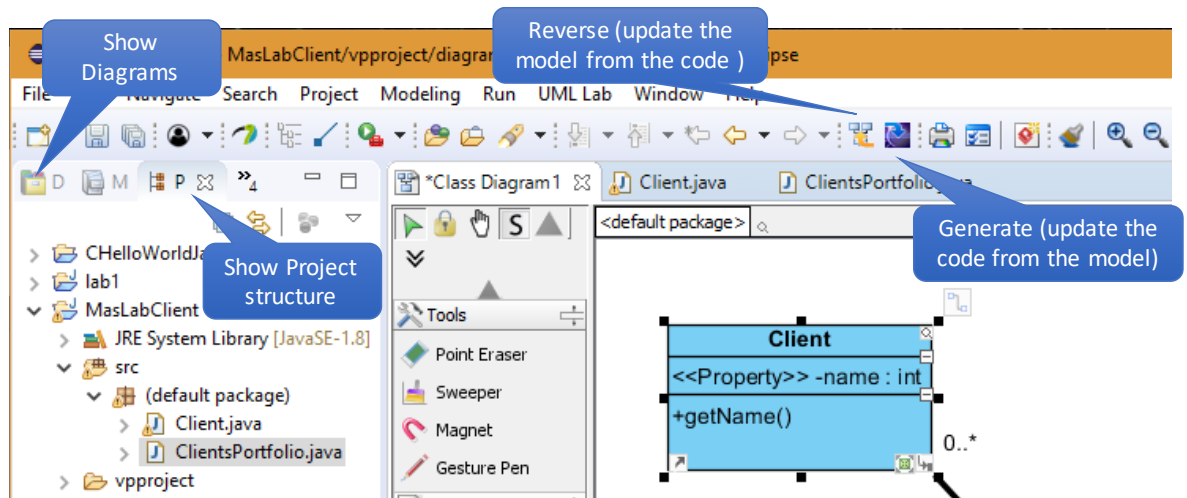 Show
Diagrams
Reverse (update the
model from the code )
MasLabClient/vpproject/diagram
ipse
File Navigate Search Project Modeling Run UML Lab Window Help
D M P »4
*Class Diagram1 Client.java ClientsPortfolio.java
S
<default package>
Generate (update the
code from the model)
Show Project
structure
CHelloWorldJa
lab1
MasLabClient
JRE System Library [JavaSE-1.8]
src
(default package)
Client.java
ClientsPortfolio.java
vpproject
Tools
Point Eraser
Sweeper
Magnet
Gesture Pen
Client
<<Property>> -name : int
+getName()
0..*